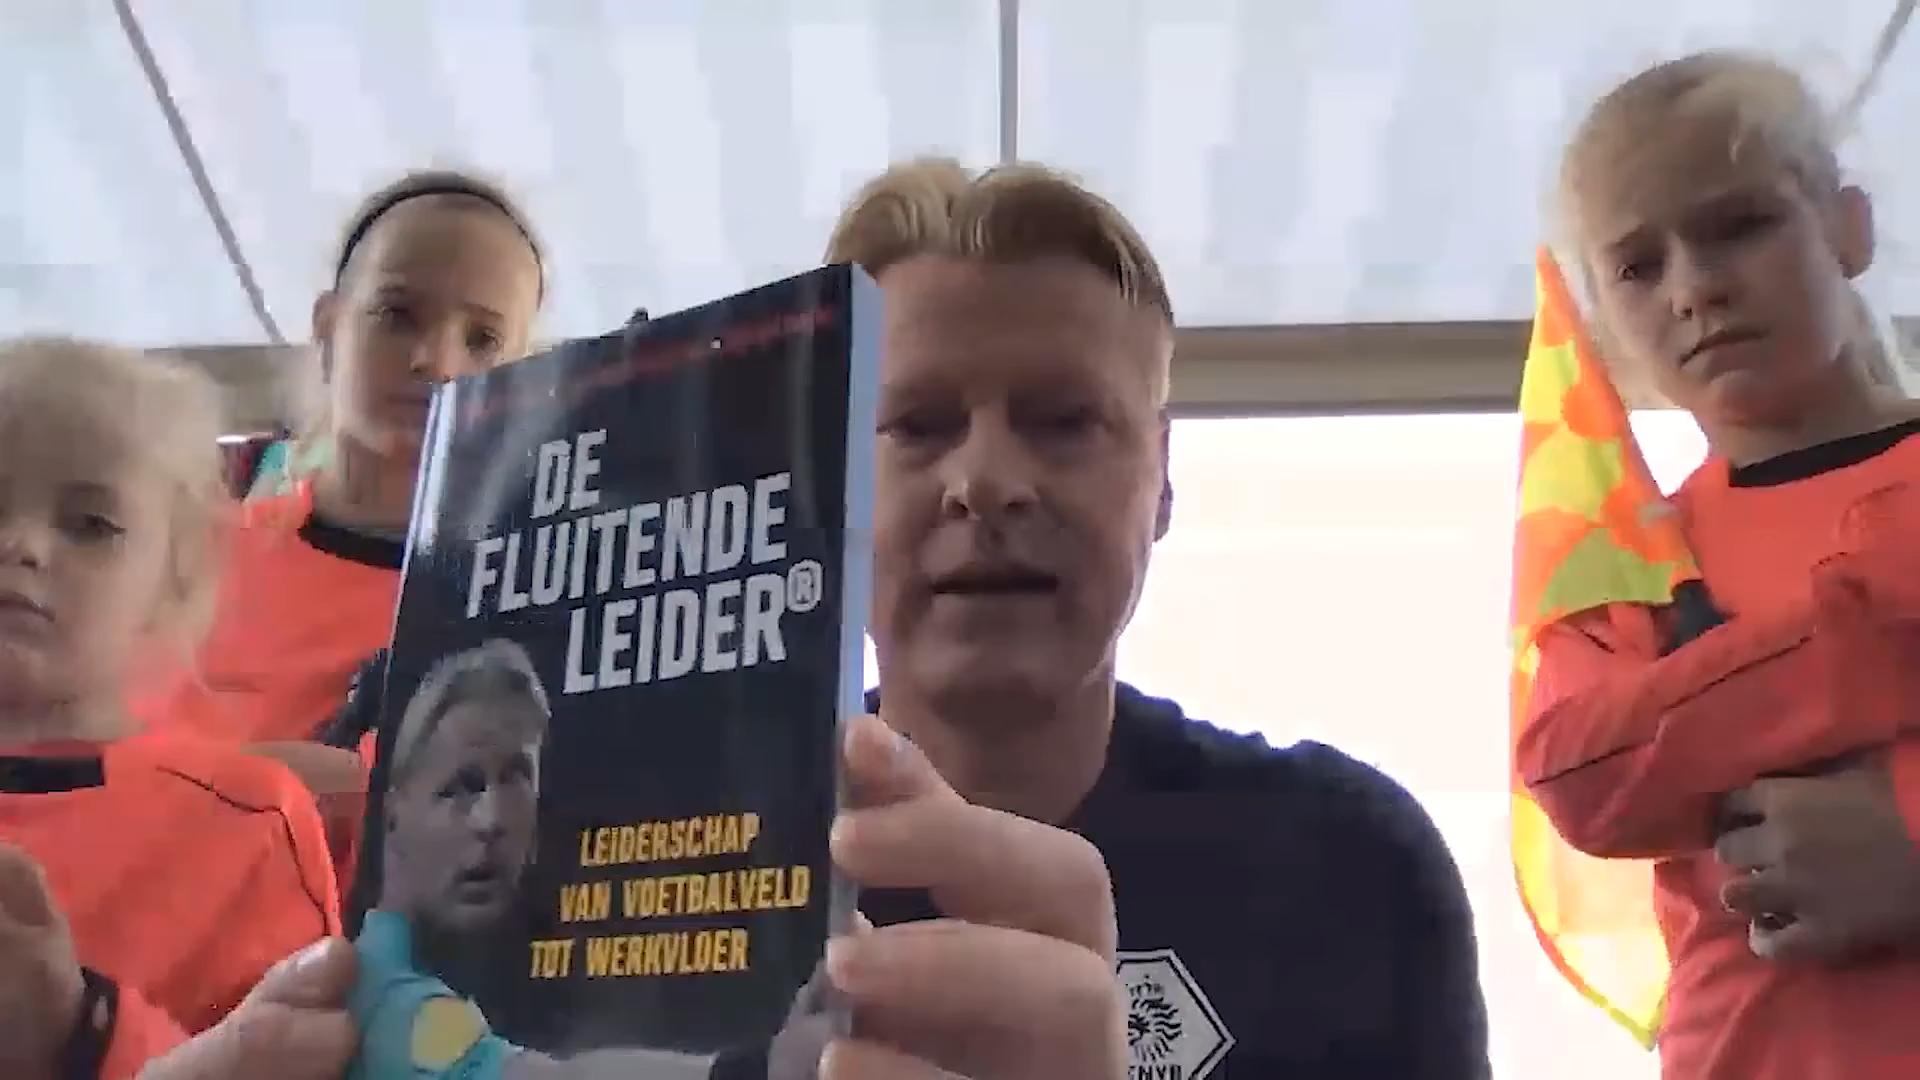 DE
FLUITENDE
LEIDER®
LEIDERSCHAP
VAN VOETBALVELD
TOT WERKVLOER